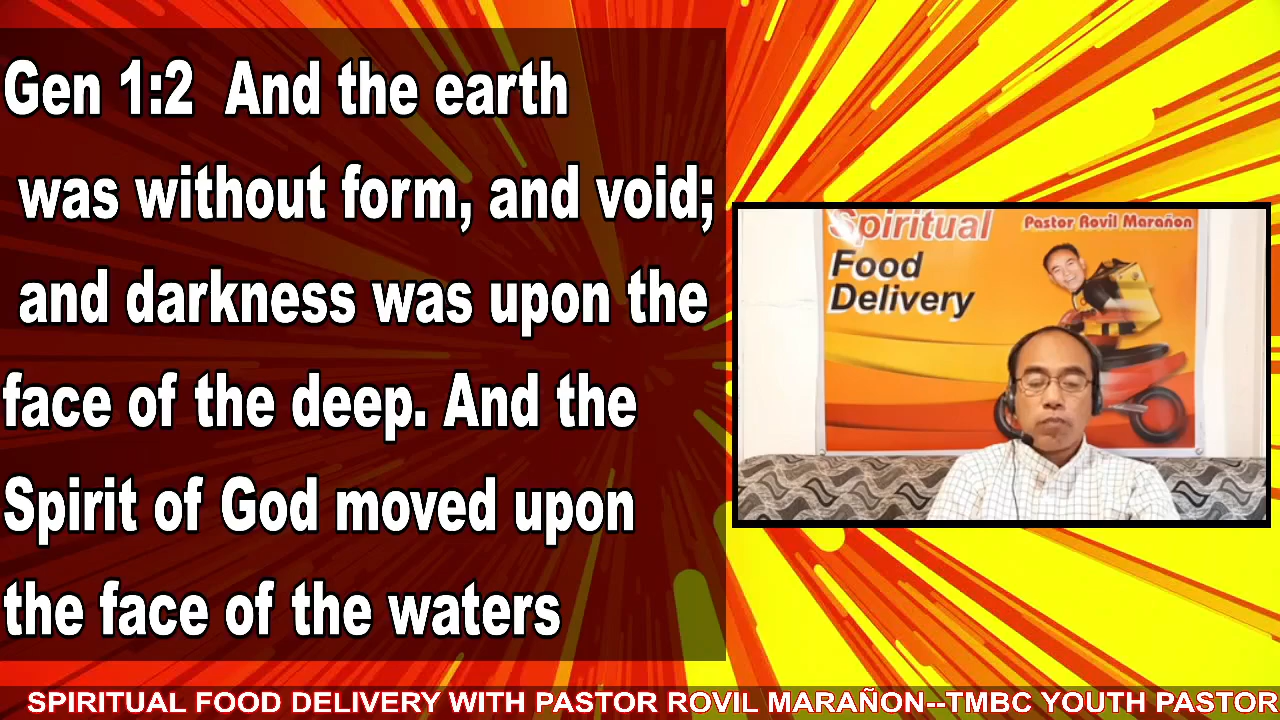 Gen 1:2  And the earth
was without form, and void;
and darkness was upon the
face of the deep. And the
Spirit of God moved upon
the face of the waters
Spiritual
Food
Delivery
Pastor Rovil Marañon
SPIRITUAL FOOD DELIVERY WITH PASTOR ROVIL MARAÑON--TMBC YOUTH PASTOR